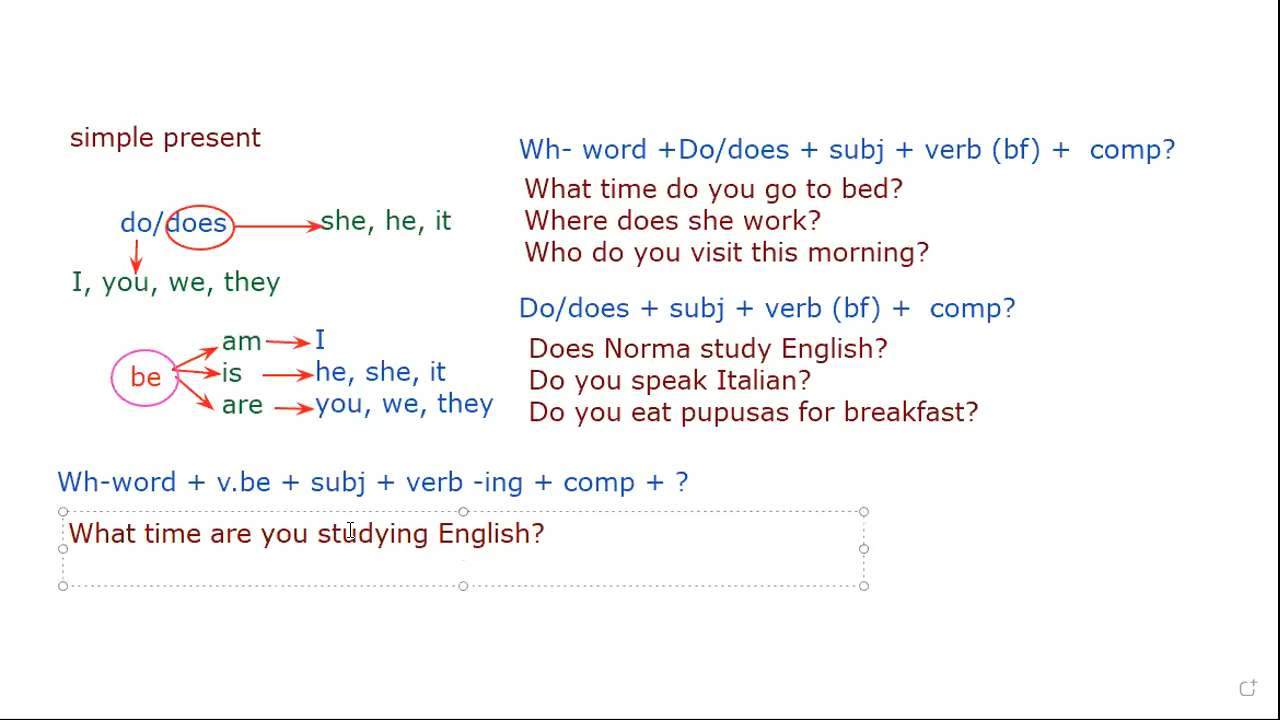 simple present
do/does
she, he, it
I, you, we, they
be
am
I
is
he, she, it
are
you, we, they
Wh- word +Do/does + subj + verb (bf) + comp?
What time do you go to bed?
Where does she work?
Who do you visit this morning?
Do/does + subj + verb (bf) + comp?
Does Norma study English?
Do you speak Italian?
Do you eat pupusas for breakfast?
Wh-word + v.be + subj + verb -ing + comp + ?
What time are you studying English?